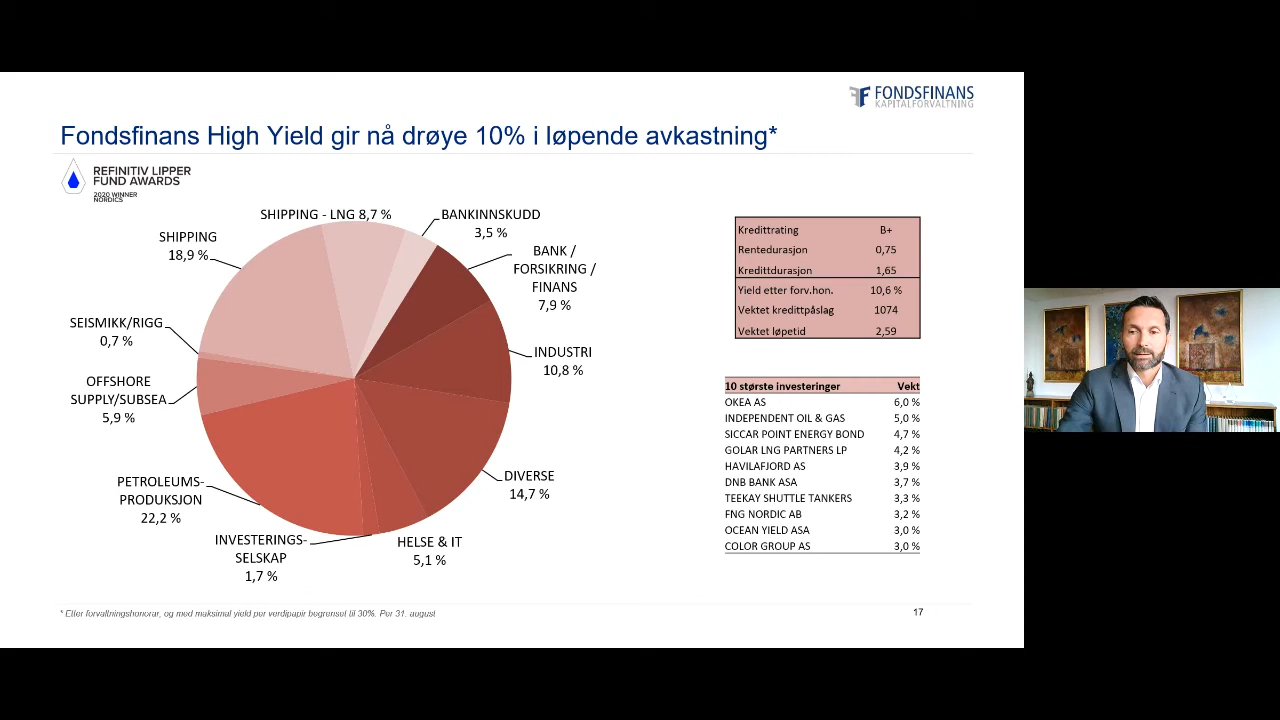 FONDSFINANS
KAPITALFORVALTNING
Fondsfinans High Yield gir nå drøye 10% i løpende avkastning*
REFINITIV LIPPER
FUND AWARDS
2020 WINNER
NORDICS
SHIPPING - LNG 8,7 %
BANKINNSKUDD
3,5 %
BANK /
FORSIKRING /
FINANS
7,9 %
INDUSTRI
10,8 %
DIVERSE
14,7 %
HELSE & IT
5,1 %
INVESTERINGS-
SELSKAP
1,7 %
PETROLEUMS-
PRODUKSJON
22,2 %
OFFSHORE
SUPPLY/SUBSEA
5,9 %
SEISMIKK/RIGG
0,7 %
SHIPPING
18,9 %
Kredittrating B+
Rentedurasjon 0,75
Kredittdurasjon 1,65
Yield etter forv.hon. 10,6 %
Vektet kredittpåslag 1074
Vektet løpetid 2,59
10 største investeringer Vekt
OKEA AS 6,0 %
INDEPENDENT OIL & GAS 5,0 %
SICCAR POINT ENERGY BOND 4,7 %
GOLAR LNG PARTNERS LP 4,2 %
HAVILAFJORD AS 3,9 %
DNB BANK ASA 3,7 %
TEEKAY SHUTTLE TANKERS 3,3 %
FNG NORDIC AB 3,2 %
OCEAN YIELD ASA 3,0 %
COLOR GROUP AS 3,0 %
* Etter forvaltningshonorar, og med maksimal yield per verdipapir begrenset til 30%. Per 31. august
17